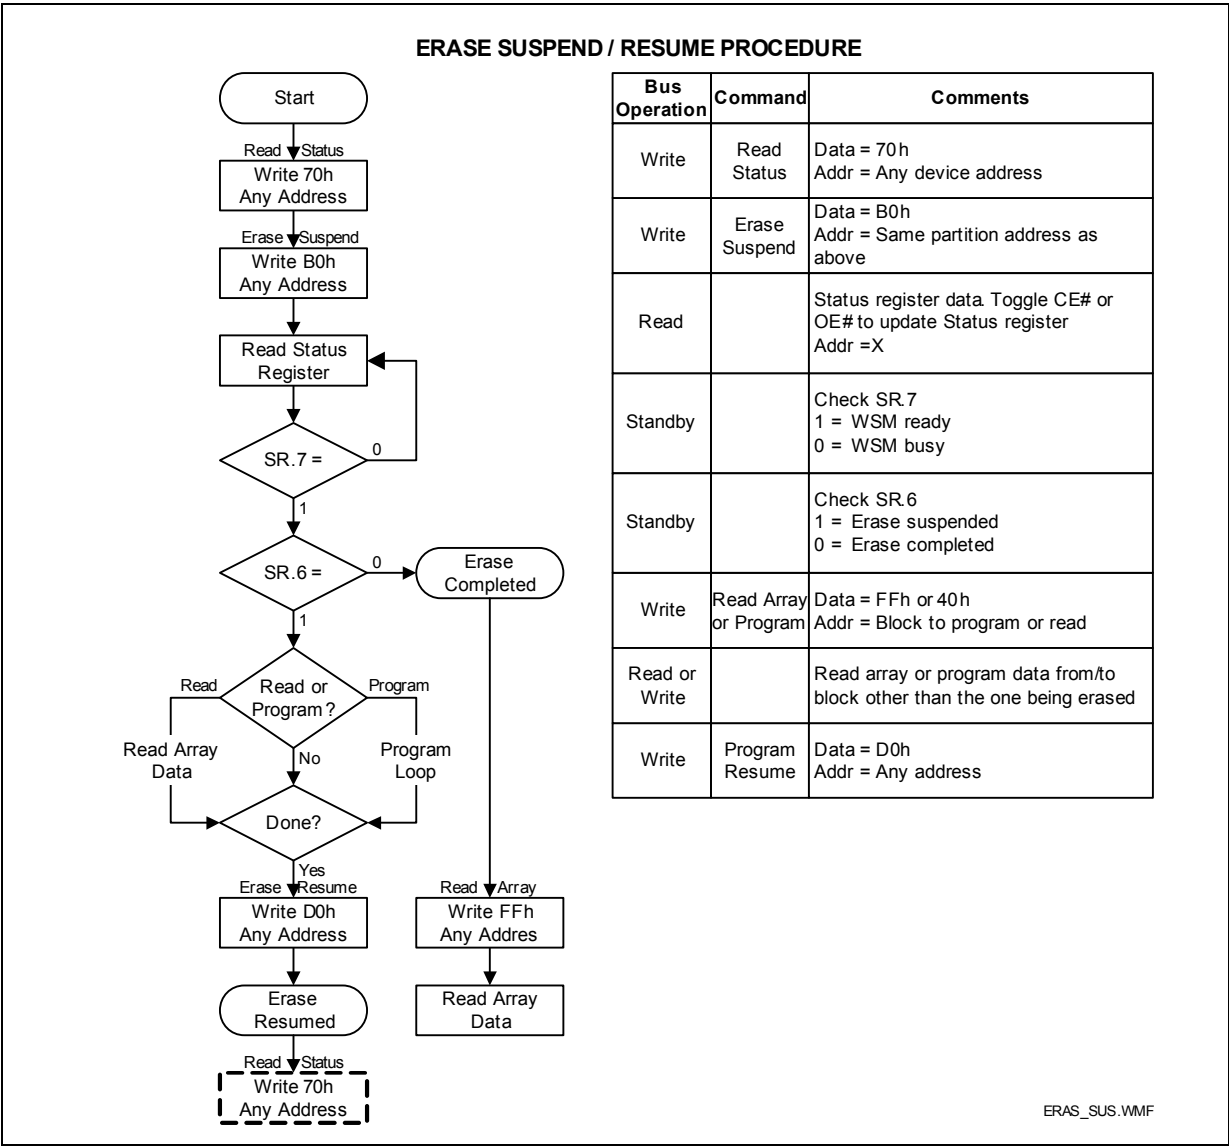 ERASE SUSPEND / RESUME PROCEDURE
Start
Read Status
Write 70h
Any Address
Erase Suspend
Write B0h
Any Address
Read Status
Register
SR.7 =
0
1
SR.6 =
0
1
Erase
Completed
Read or
Program?
Read
Program
No
Read Array
Data
Program
Loop
Done?
Yes
Erase Resume
Write D0h
Any Address
Erase
Resumed
Read Status
Write 70h
Any Address
Read Array
Write FFh
Any Addres
Read Array
Data
Bus
Operation
Command
Comments
Write
Read
Status
Data = 70h
Addr = Any device address
Write
Erase
Suspend
Data = B0h
Addr = Same partition address as
above
Read
Status register data. Toggle CE# or
OE# to update Status register
Addr =X
Standby
Check SR.7
1 = WSM ready
0 = WSM busy
Standby
Check SR.6
1 = Erase suspended
0 = Erase completed
Write
Read Array
or Program
Data = FFh or 40h
Addr = Block to program or read
Read or
Write
Read array or program data from/to
block other than the one being erased
Write
Program
Resume
Data = D0h
Addr = Any address
ERAS_SUS.WMF